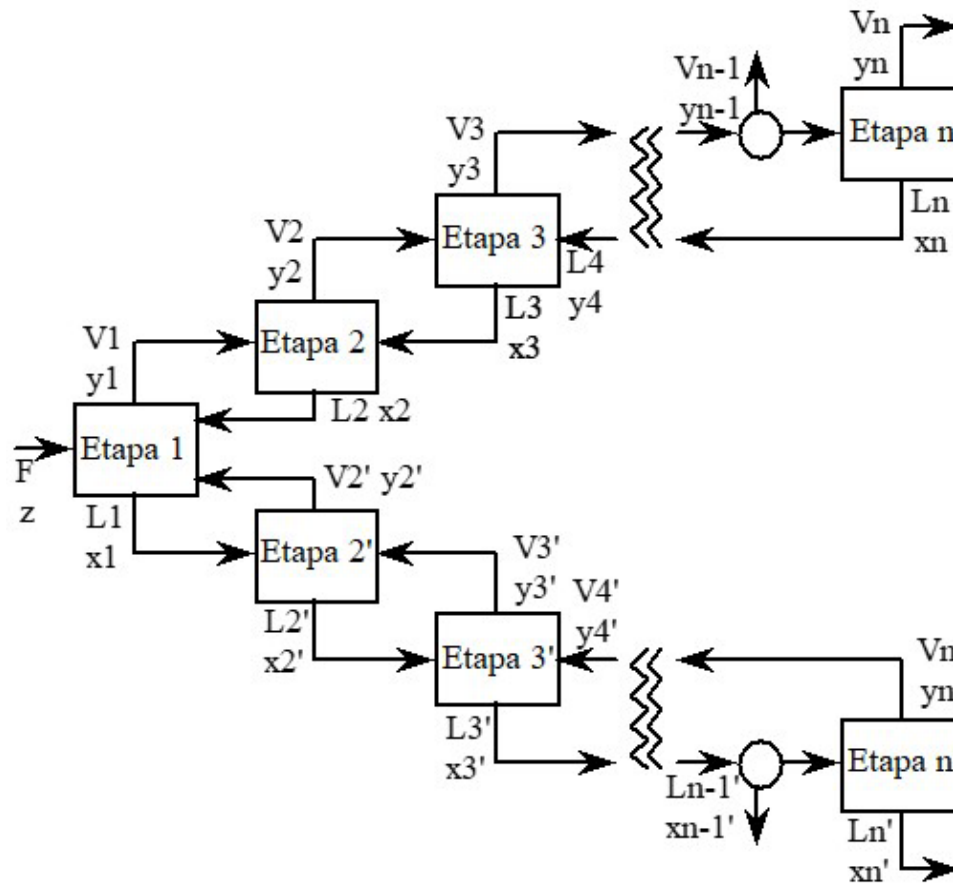 Vn
yn
Vn-1
yn-1
Etapa n
Ln
xn
V3
y3
Etapa 3
L4
y4
L3
x3
V2
y2
Etapa 2
L2 x2
V1
y1
Etapa 1
F
z
L1
x1
V2' y2'
Etapa 2'
L2'
x2'
V3'
y3'
V4'
y4'
Etapa 3'
L3'
x3'
Vn
yn
Etapa n
Ln-1'
xn-1'
Ln'
xn'